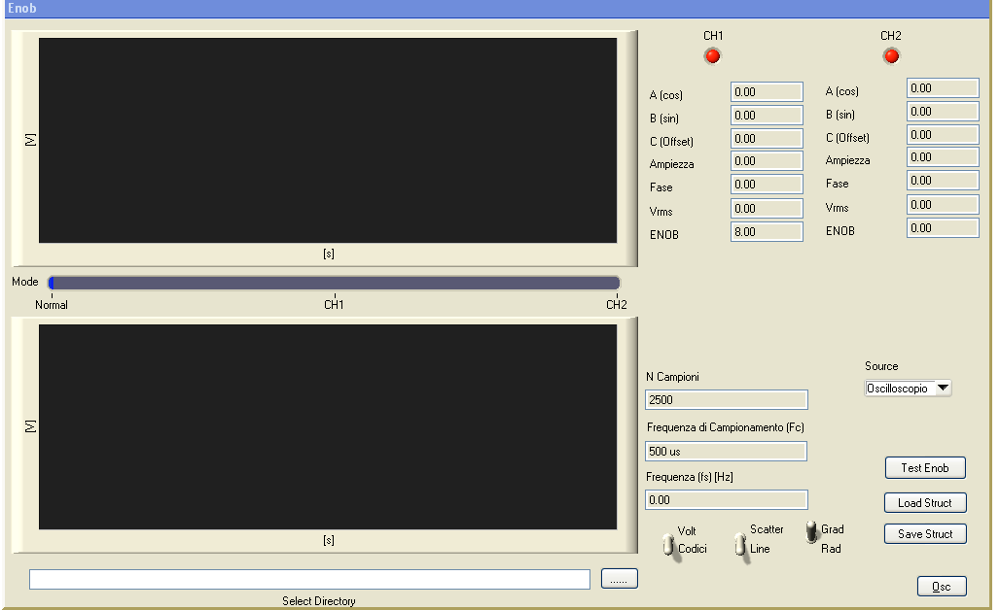 Enob
[V]
[s]
Mode
Normal
CH1
CH2
[V]
[s]
Select Directory
......
CH1
A (cos) 0.00
B (sin) 0.00
C (Offset) 0.00
Ampiezza 0.00
Fase 0.00
Vrms 0.00
ENOB 8.00
CH2
A (cos) 0.00
B (sin) 0.00
C (Offset) 0.00
Ampiezza 0.00
Fase 0.00
Vrms 0.00
ENOB 0.00
N Campioni
2500
Frequenza di Campionamento (Fc)
500 us
Frequenza (fs) [Hz]
0.00
Volt
Codici
Scatter
Line
Grad
Rad
Source
Oscilloscopio
Test Enob
Load Struct
Save Struct
Osc